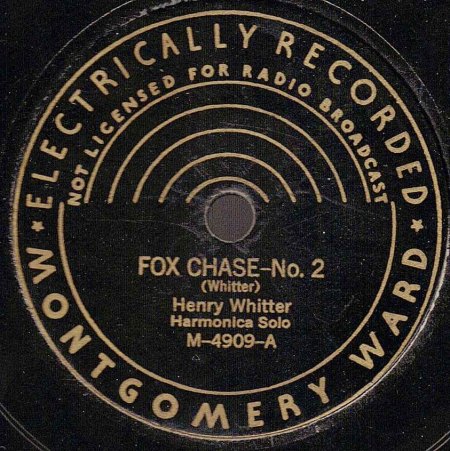 ★ ELECTRICALLY RECORDED ★
NOT LICENSED FOR RADIO BROADCAST
FOX CHASE–No. 2
(Whitter)
Henry Whitter
Harmonica Solo
M–4909–A
MONTGOMERY WARD